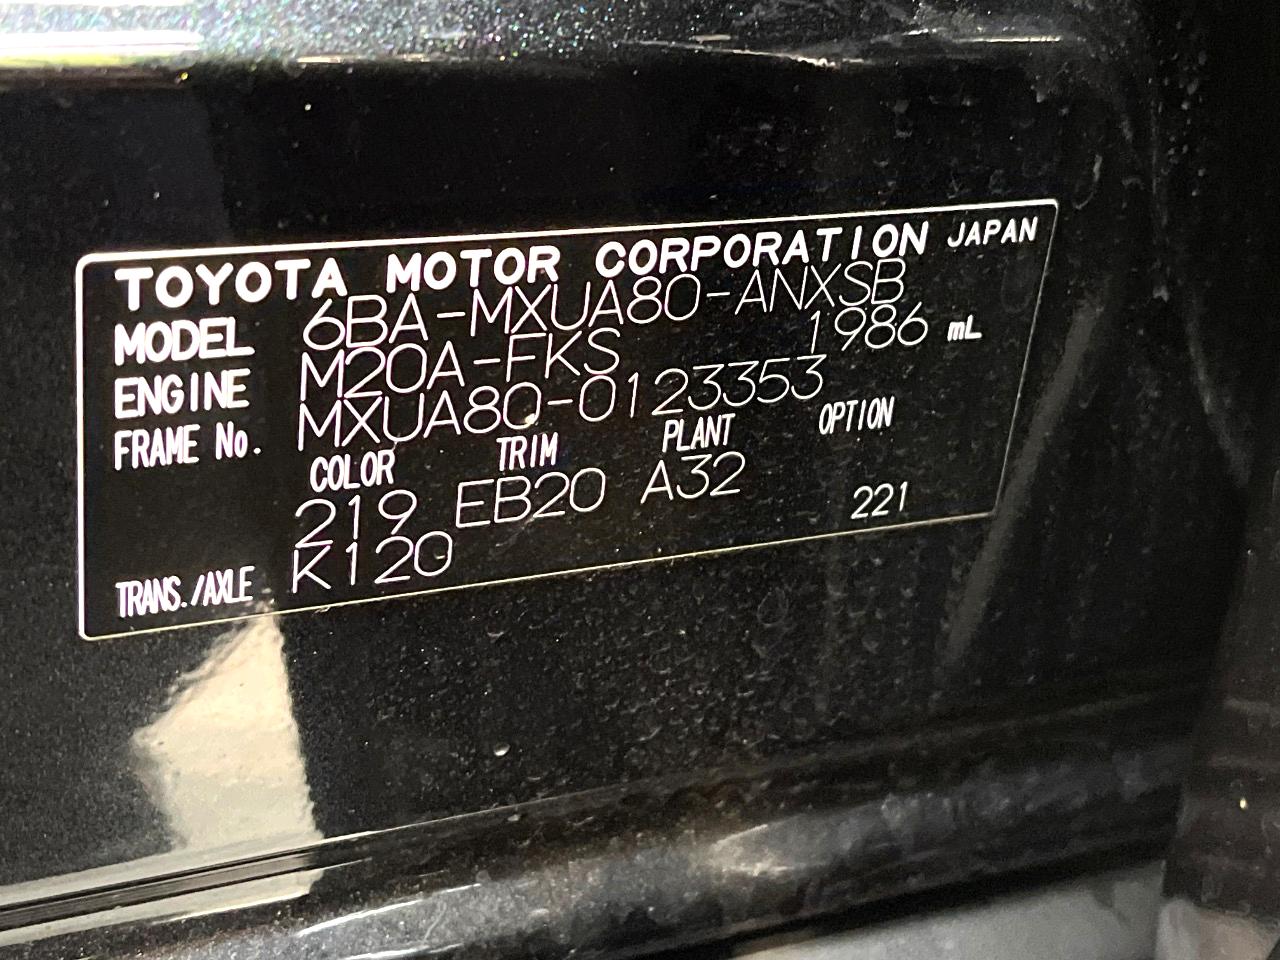 TOYOTA MOTOR CORPORATION JAPAN
MODEL 6BA-MXUA80-ANXSB
ENGINE M20A-FKS 1986 mL
FRAME No. MXUA80-0123353
COLOR TRIM PLANT OPTION
219 EB20 A32 221
TRANS./AXLE K120